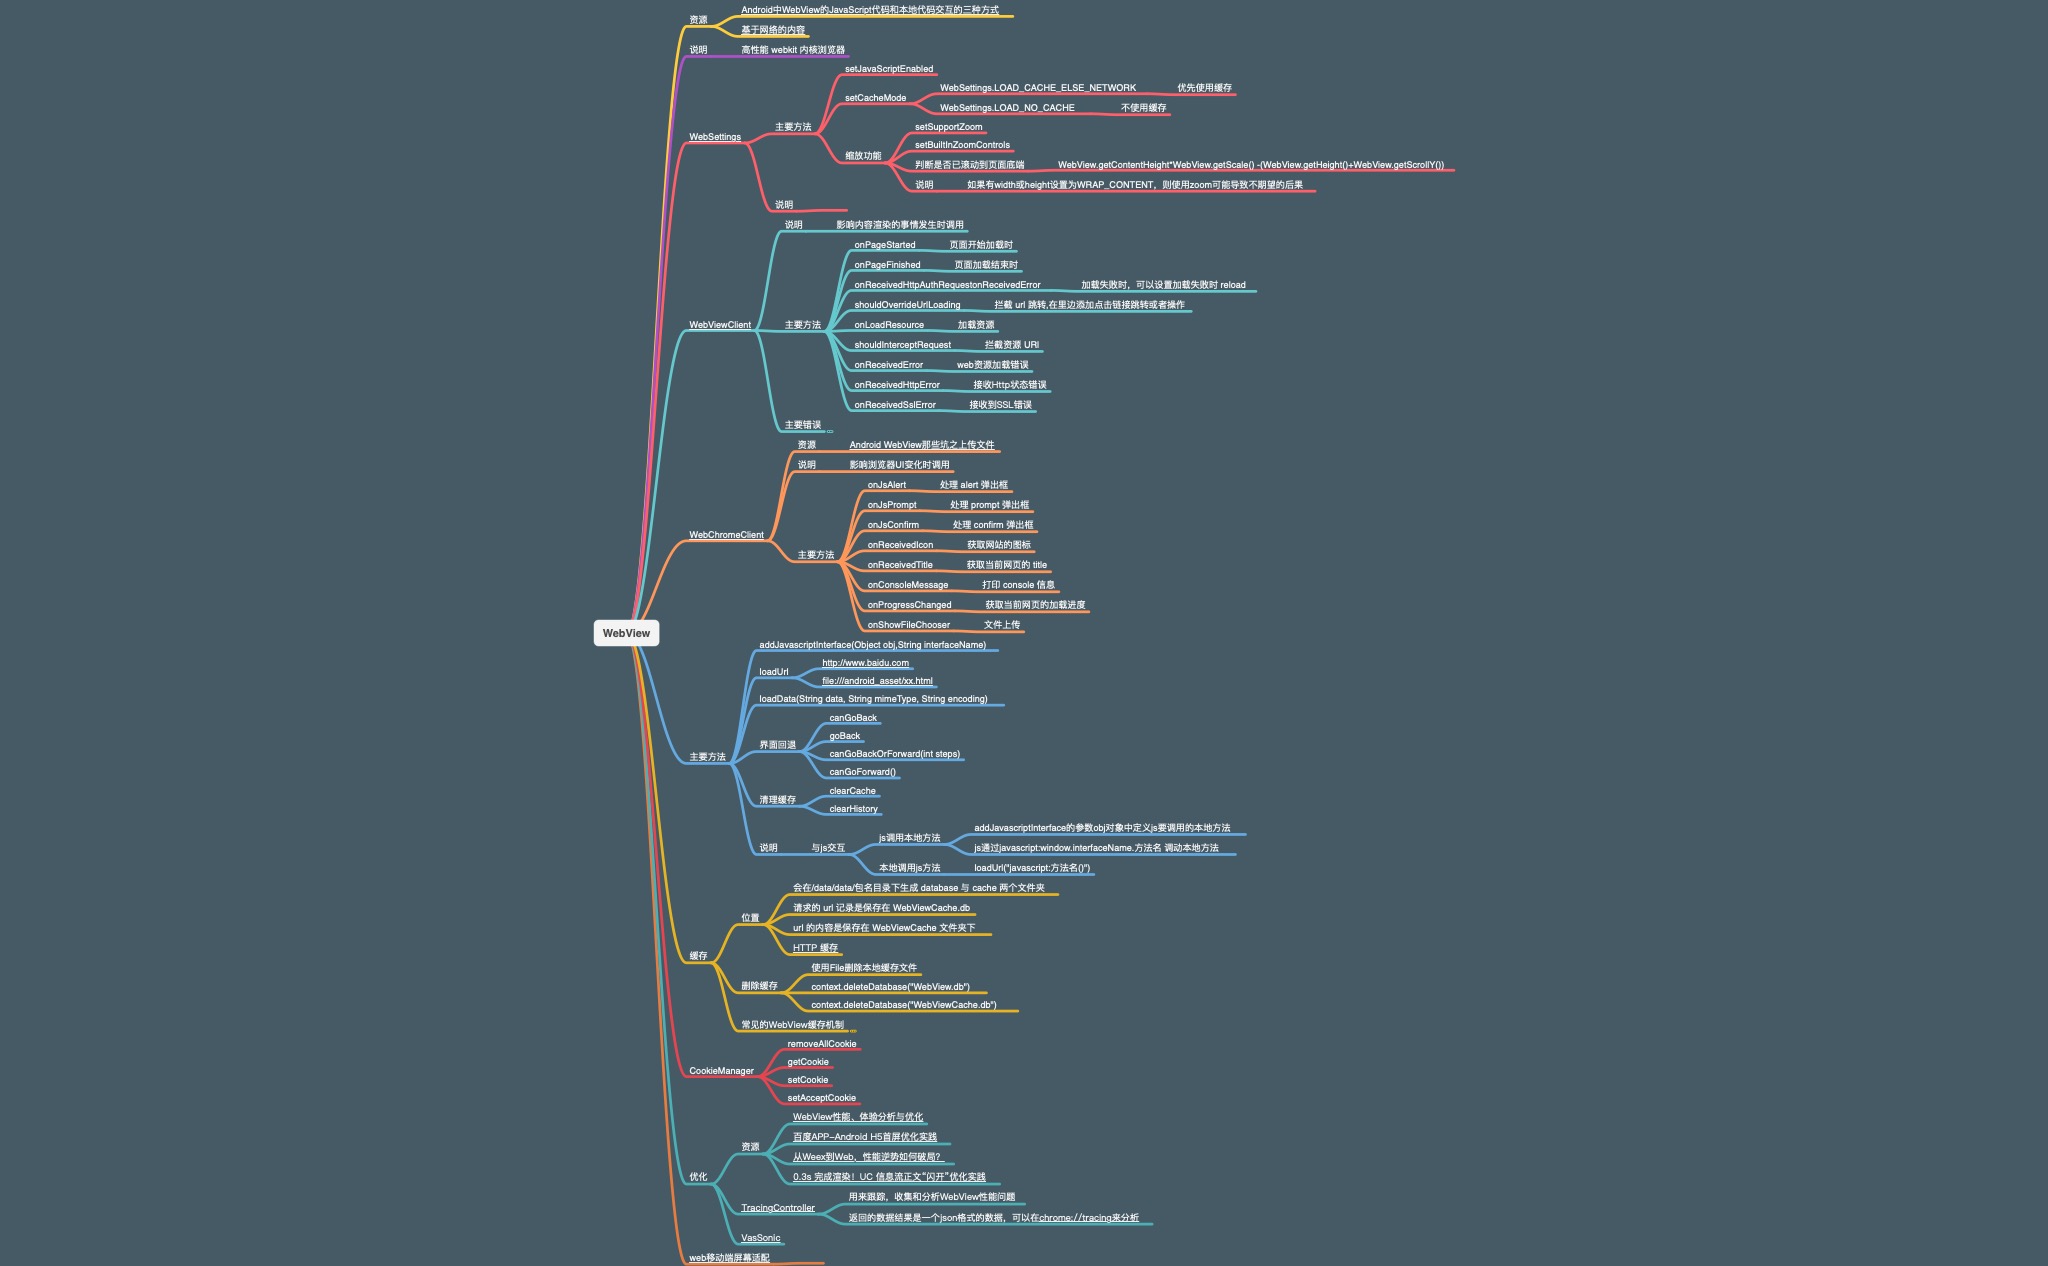 资源
Android中WebView的JavaScript代码和本地代码交互的三种方式
基于网络的内容
说明
高性能 webkit 内核浏览器
WebSettings
主要方法
setJavaScriptEnabled
setCacheMode
WebSettings.LOAD_CACHE_ELSE_NETWORK
优先使用缓存
WebSettings.LOAD_NO_CACHE
不使用缓存
缩放功能
setSupportZoom
setBuiltInZoomControls
判断是否已滚动到页面底端
WebView.getContentHeight*WebView.getScale() -(WebView.getHeight()+WebView.getScrollY())
说明
如果有width或height设置为WRAP_CONTENT，则使用zoom可能导致不期望的后果
说明
WebViewClient
说明
影响内容渲染的事情发生时调用
主要方法
onPageStarted
页面开始加载时
onPageFinished
页面加载结束时
onReceivedHttpAuthRequestonReceivedError
加载失败时，可以设置加载失败时 reload
shouldOverrideUrlLoading
拦截 url 跳转,在里边添加点击链接跳转或者操作
onLoadResource
加载资源
shouldInterceptRequest
拦截资源 URl
onReceivedError
web资源加载错误
onReceivedHttpError
接收Http状态错误
onReceivedSslError
接收到SSL错误
主要错误
WebChromeClient
资源
Android WebView那些坑之上传文件
说明
影响浏览器UI变化时调用
主要方法
onJsAlert
处理 alert 弹出框
onJsPrompt
处理 prompt 弹出框
onJsConfirm
处理 confirm 弹出框
onReceivedIcon
获取网站的图标
onReceivedTitle
获取当前网页的 title
onConsoleMessage
打印 console 信息
onProgressChanged
获取当前网页的加载进度
onShowFileChooser
文件上传
WebView
主要方法
addJavascriptInterface(Object obj,String interfaceName)
loadUrl
http://www.baidu.com
file:///android_asset/xx.html
loadData(String data, String mimeType, String encoding)
界面回退
canGoBack
goBack
canGoBackOrForward(int steps)
canGoForward()
清理缓存
clearCache
clearHistory
说明
与js交互
js调用本地方法
addJavascriptInterface的参数obj对象中定义js要调用的本地方法
js通过javascript:window.interfaceName.方法名 调动本地方法
本地调用js方法
loadUrl("javascript:方法名()")
缓存
位置
会在/data/data/包名目录下生成 database 与 cache 两个文件夹
请求的 url 记录是保存在 WebViewCache.db
url 的内容是保存在 WebViewCache 文件夹下
HTTP 缓存
删除缓存
使用File删除本地缓存文件
context.deleteDatabase("WebView.db")
context.deleteDatabase("WebViewCache.db")
常见的WebView缓存机制
CookieManager
removeAllCookie
getCookie
setCookie
setAcceptCookie
优化
资源
WebView性能、体验分析与优化
百度APP-Android H5首屏优化实践
从Weex到Web，性能逆势如何破局？
0.3s 完成渲染！UC 信息流正文“闪开”优化实践
TracingController
用来跟踪，收集和分析WebView性能问题
返回的数据结果是一个json格式的数据，可以在chrome://tracing来分析
VasSonic
web移动端屏幕适配